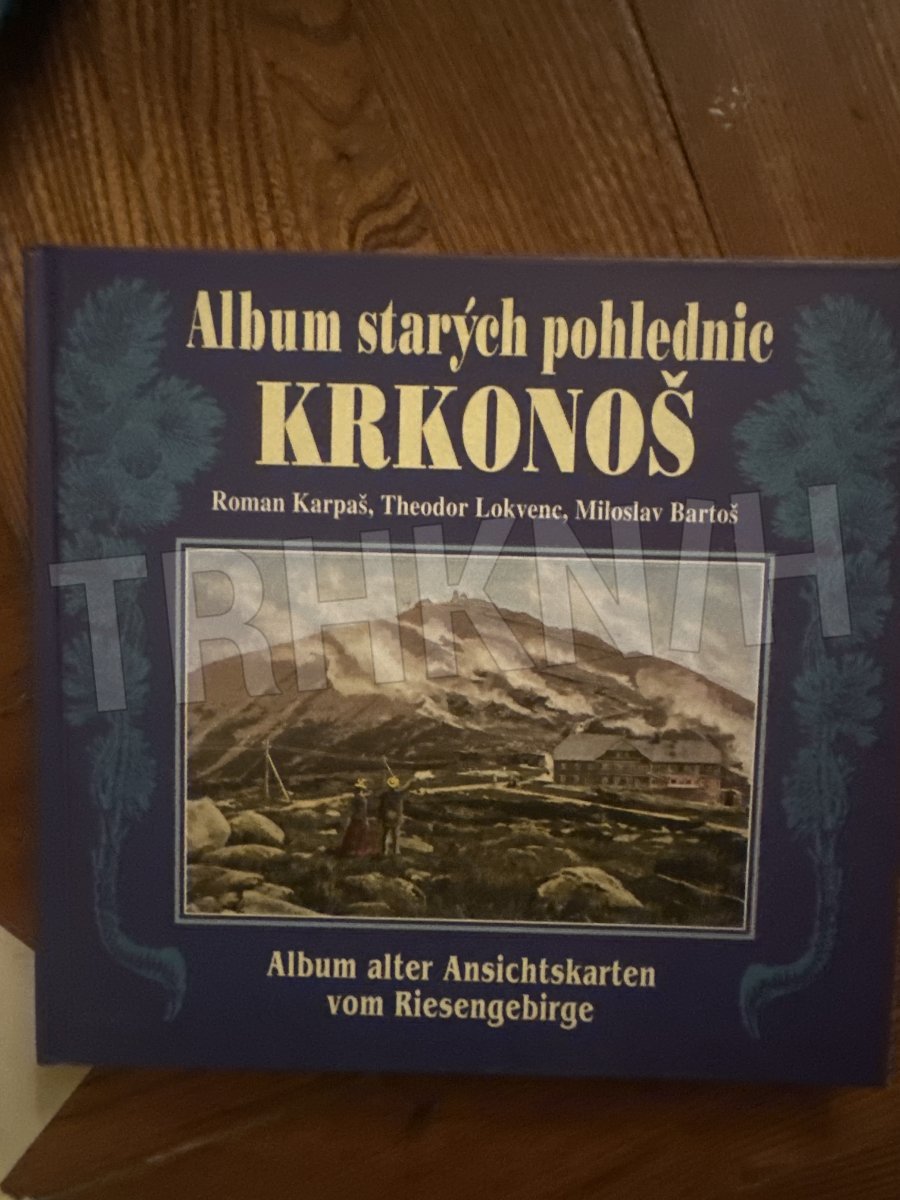 Album starých pohlednic
KRKONOŠ
Roman Karpaš, Theodor Lokvenc, Miloslav Bartoš
TRHKNIH
Album alter Ansichtskarten
vom Riesengebirge